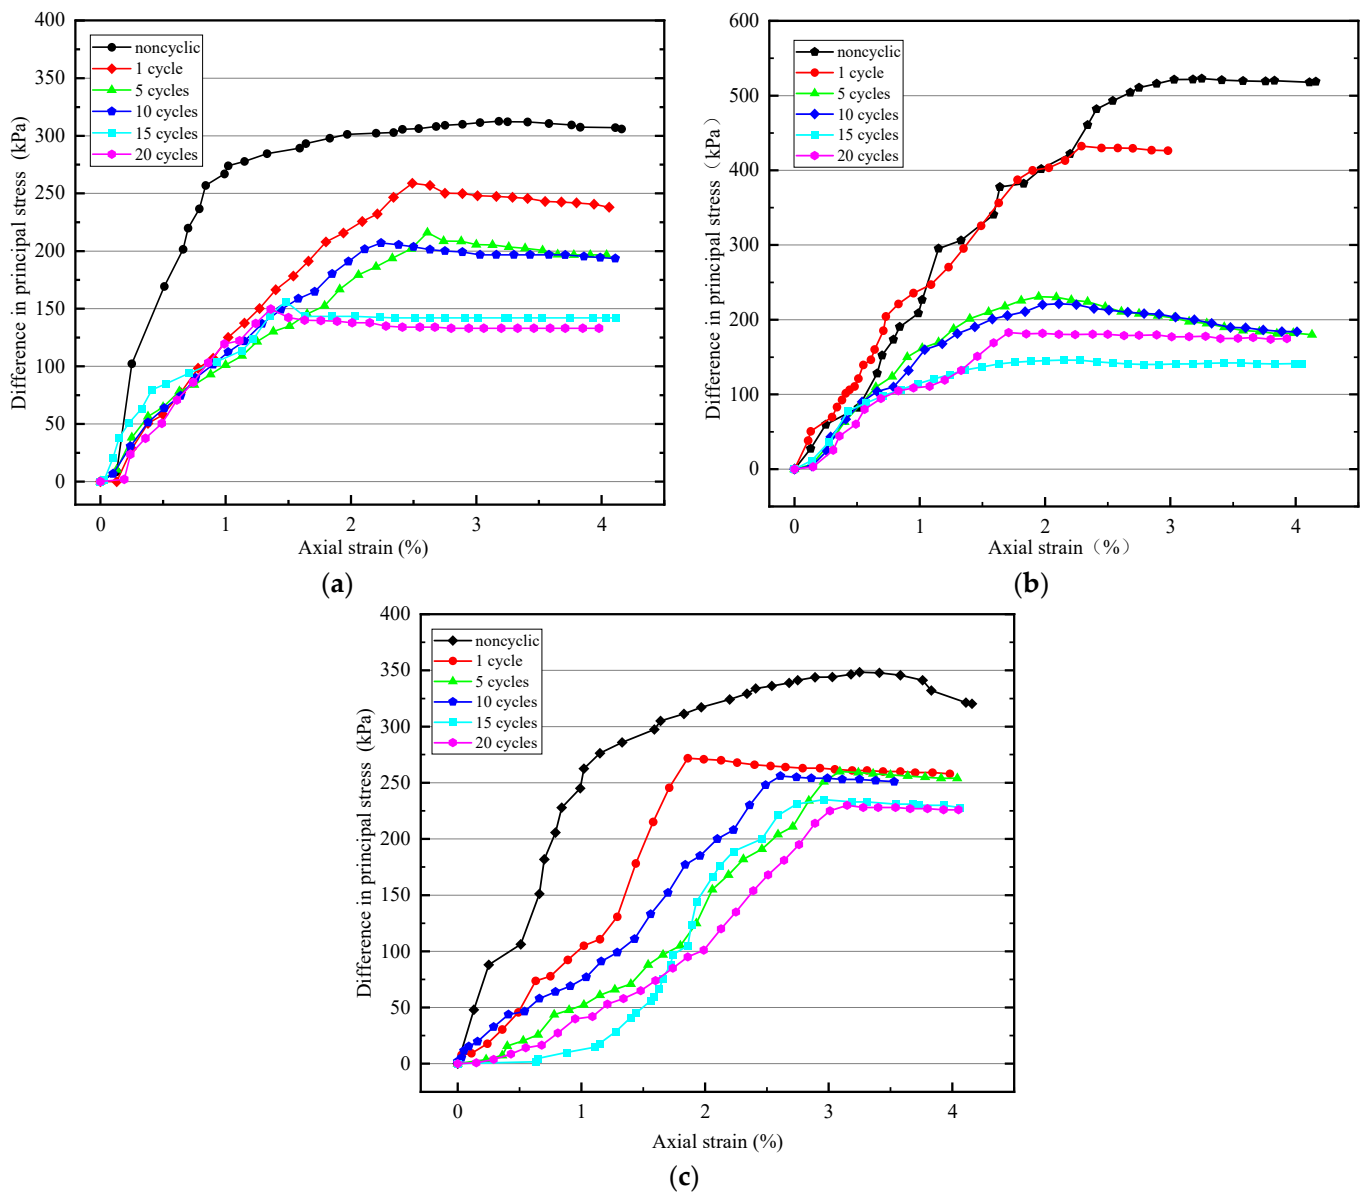 400
350
300
250
200
150
100
50
0
Difference in principal stress (kPa)
noncyclic
1 cycle
5 cycles
10 cycles
15 cycles
20 cycles
0 1 2 3 4
Axial strain (%)
(a)
600
500
400
300
200
100
0
Difference in principal stress（kPa）
noncyclic
1 cycle
5 cycles
10 cycles
15 cycles
20 cycles
0 1 2 3 4
Axial strain（%）
(b)
400
350
300
250
200
150
100
50
0
Difference in principal stress (kPa)
noncyclic
1 cycle
5 cycles
10 cycles
15 cycles
20 cycles
0 1 2 3 4
Axial strain (%)
(c)